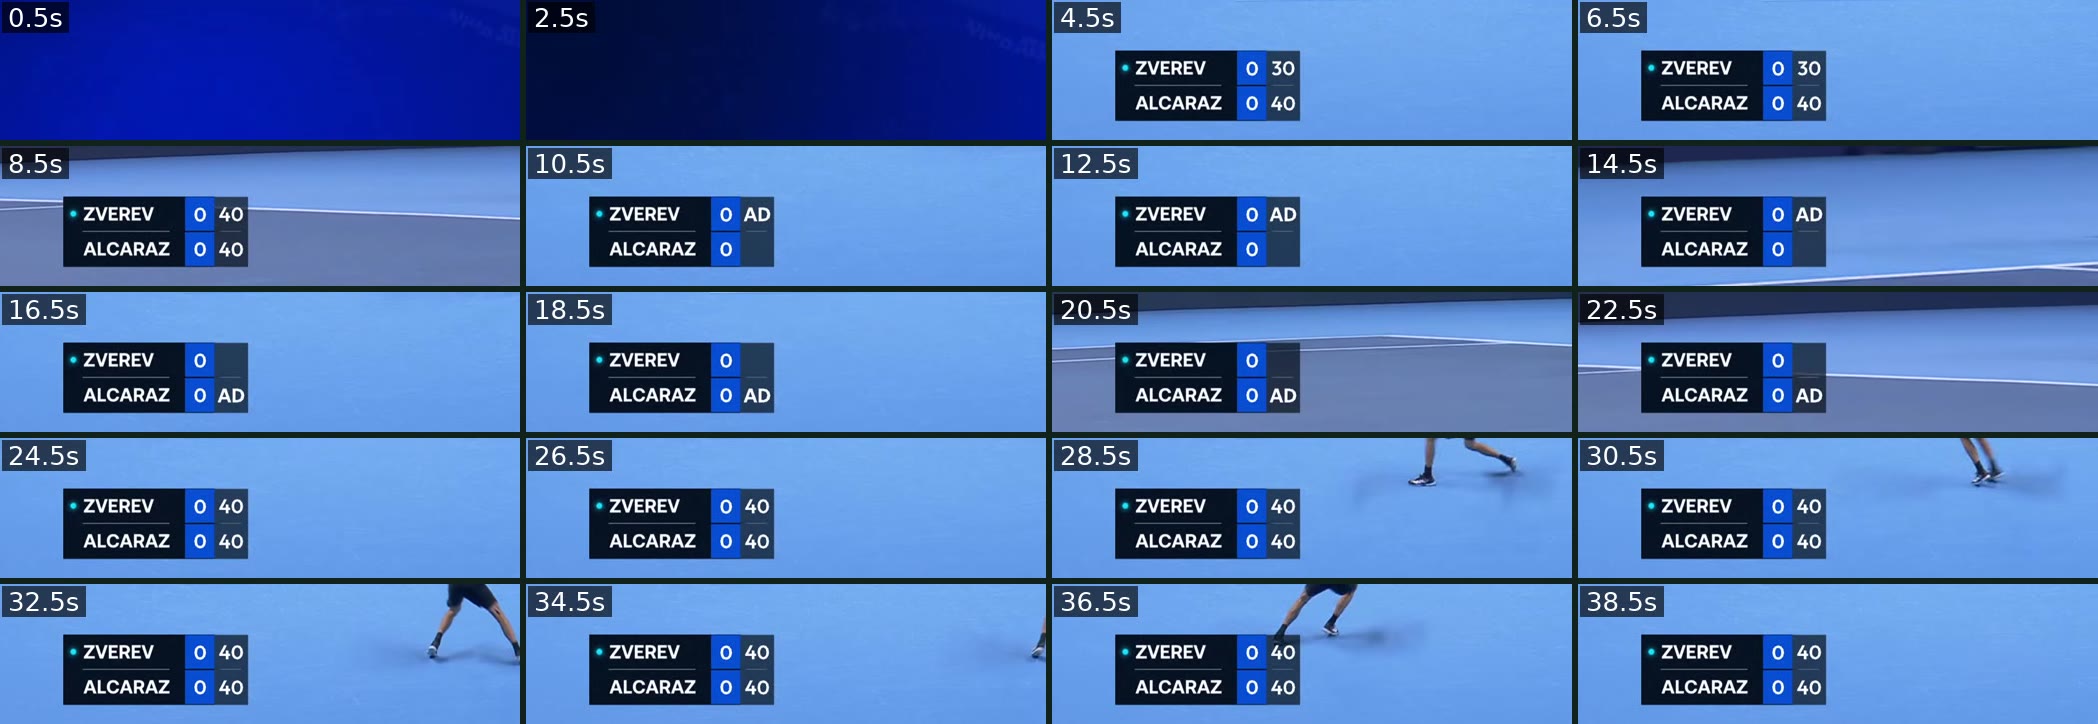 0.5s
2.5s
4.5s
ZVEREV 0 30
ALCARAZ 0 40
6.5s
ZVEREV 0 30
ALCARAZ 0 40
8.5s
ZVEREV 0 40
ALCARAZ 0 40
10.5s
ZVEREV 0 AD
ALCARAZ 0
12.5s
ZVEREV 0 AD
ALCARAZ 0
14.5s
ZVEREV 0 AD
ALCARAZ 0
16.5s
ZVEREV 0
ALCARAZ 0 AD
18.5s
ZVEREV 0
ALCARAZ 0 AD
20.5s
ZVEREV 0
ALCARAZ 0 AD
22.5s
ZVEREV 0
ALCARAZ 0 AD
24.5s
ZVEREV 0 40
ALCARAZ 0 40
26.5s
ZVEREV 0 40
ALCARAZ 0 40
28.5s
ZVEREV 0 40
ALCARAZ 0 40
30.5s
ZVEREV 0 40
ALCARAZ 0 40
32.5s
ZVEREV 0 40
ALCARAZ 0 40
34.5s
ZVEREV 0 40
ALCARAZ 0 40
36.5s
ZVEREV 0 40
ALCARAZ 0 40
38.5s
ZVEREV 0 40
ALCARAZ 0 40